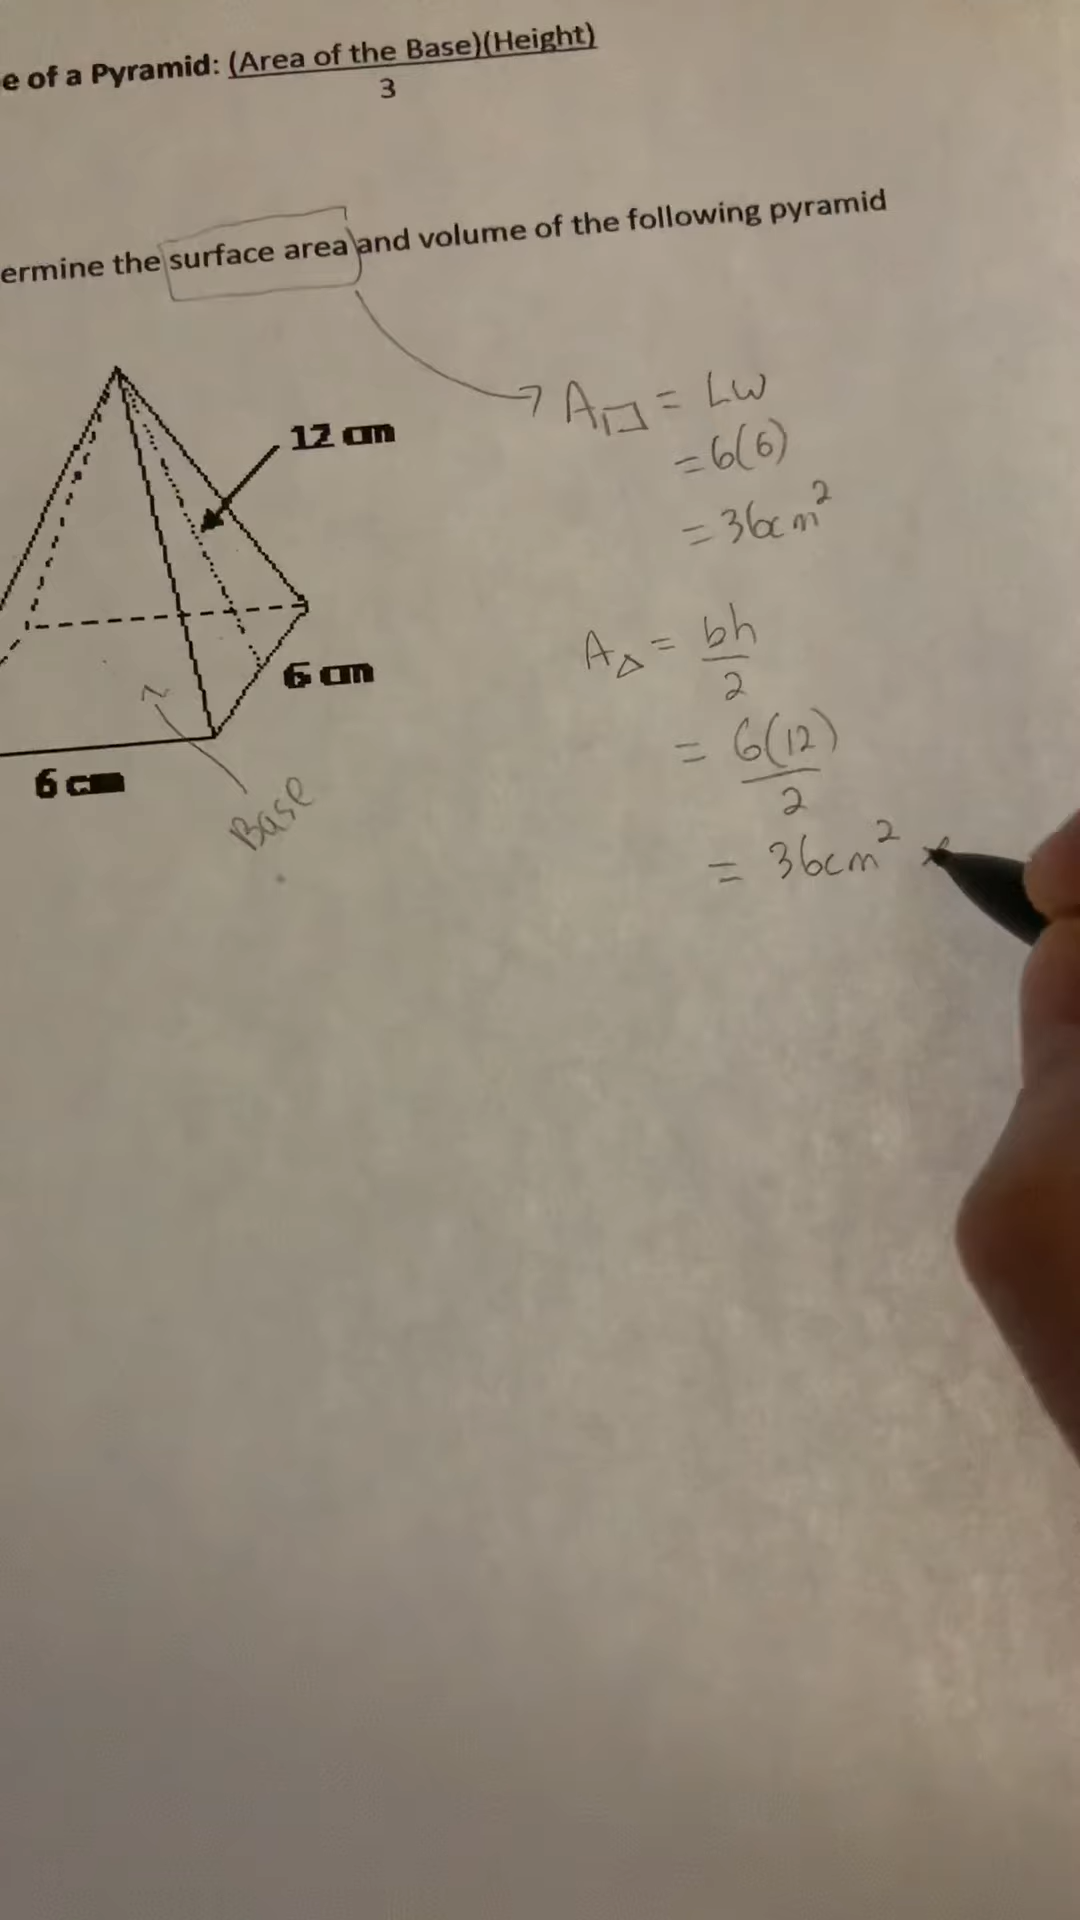 e of a Pyramid: (Area of the Base)(Height)
3
ermine the surface area and volume of the following pyramid
12 cm
6 cm
6 cm
Base
A□ = LW
= 6(6)
= 36cm²
A△ = bh
2
= 6(12)
2
= 36cm² ×